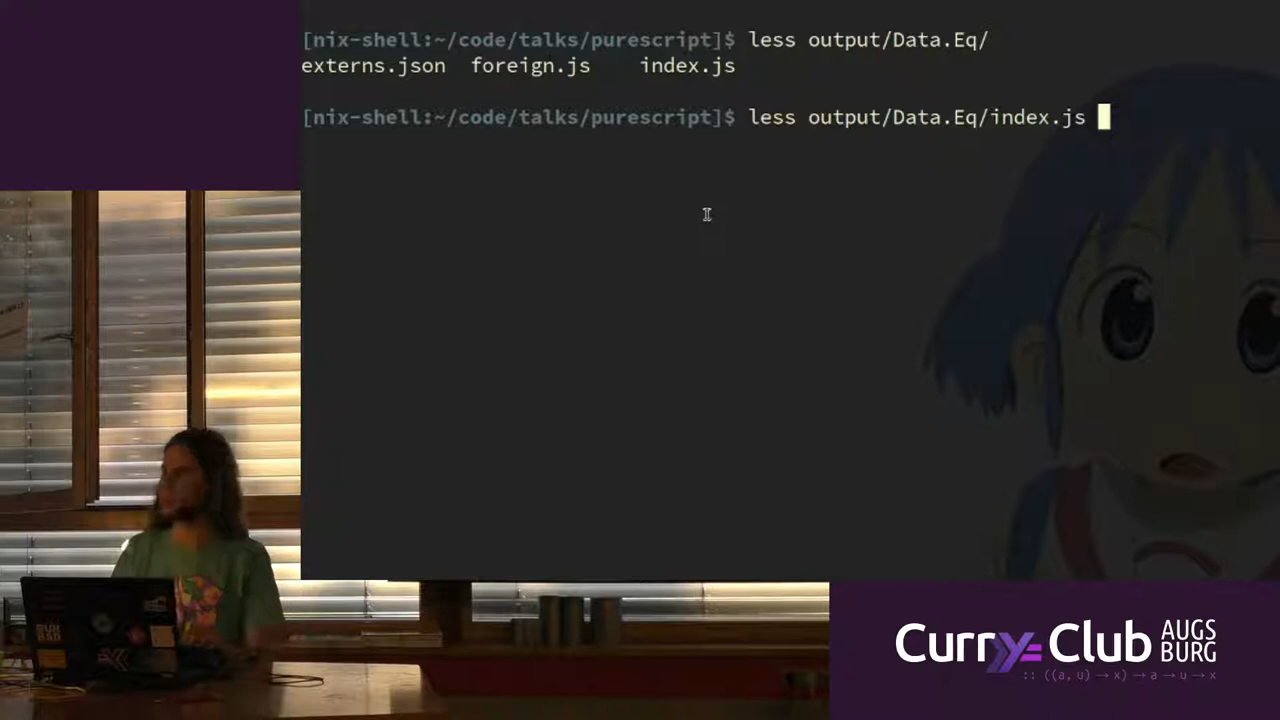 [nix-shell:~/code/talks/purescript]$ less output/Data.Eq/
externs.json  foreign.js    index.js
[nix-shell:~/code/talks/purescript]$ less output/Data.Eq/index.js
Curry Club AUGS
BURG
:: ((a, u) → x) → a → u → x